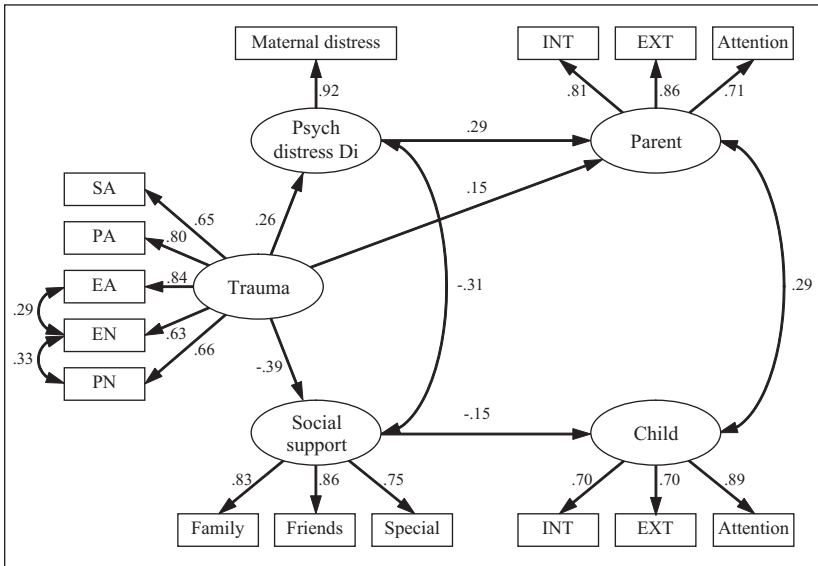 Maternal distress
INT
EXT
Attention
.92
.81
.86
.71
Psych
distress Di
.29
Parent
SA
.65
.26
.15
PA
.80
EA
.84
Trauma
-.31
.29
.29
EN
.63
.33
.66
PN
-.39
Social
support
-.15
Child
.83
.86
.75
.70
.70
.89
Family
Friends
Special
INT
EXT
Attention